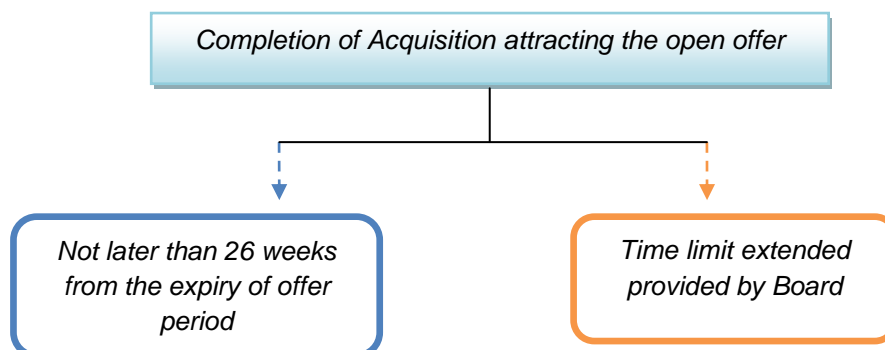 Completion of Acquisition attracting the open offer
Not later than 26 weeks
from the expiry of offer
period
Time limit extended
provided by Board